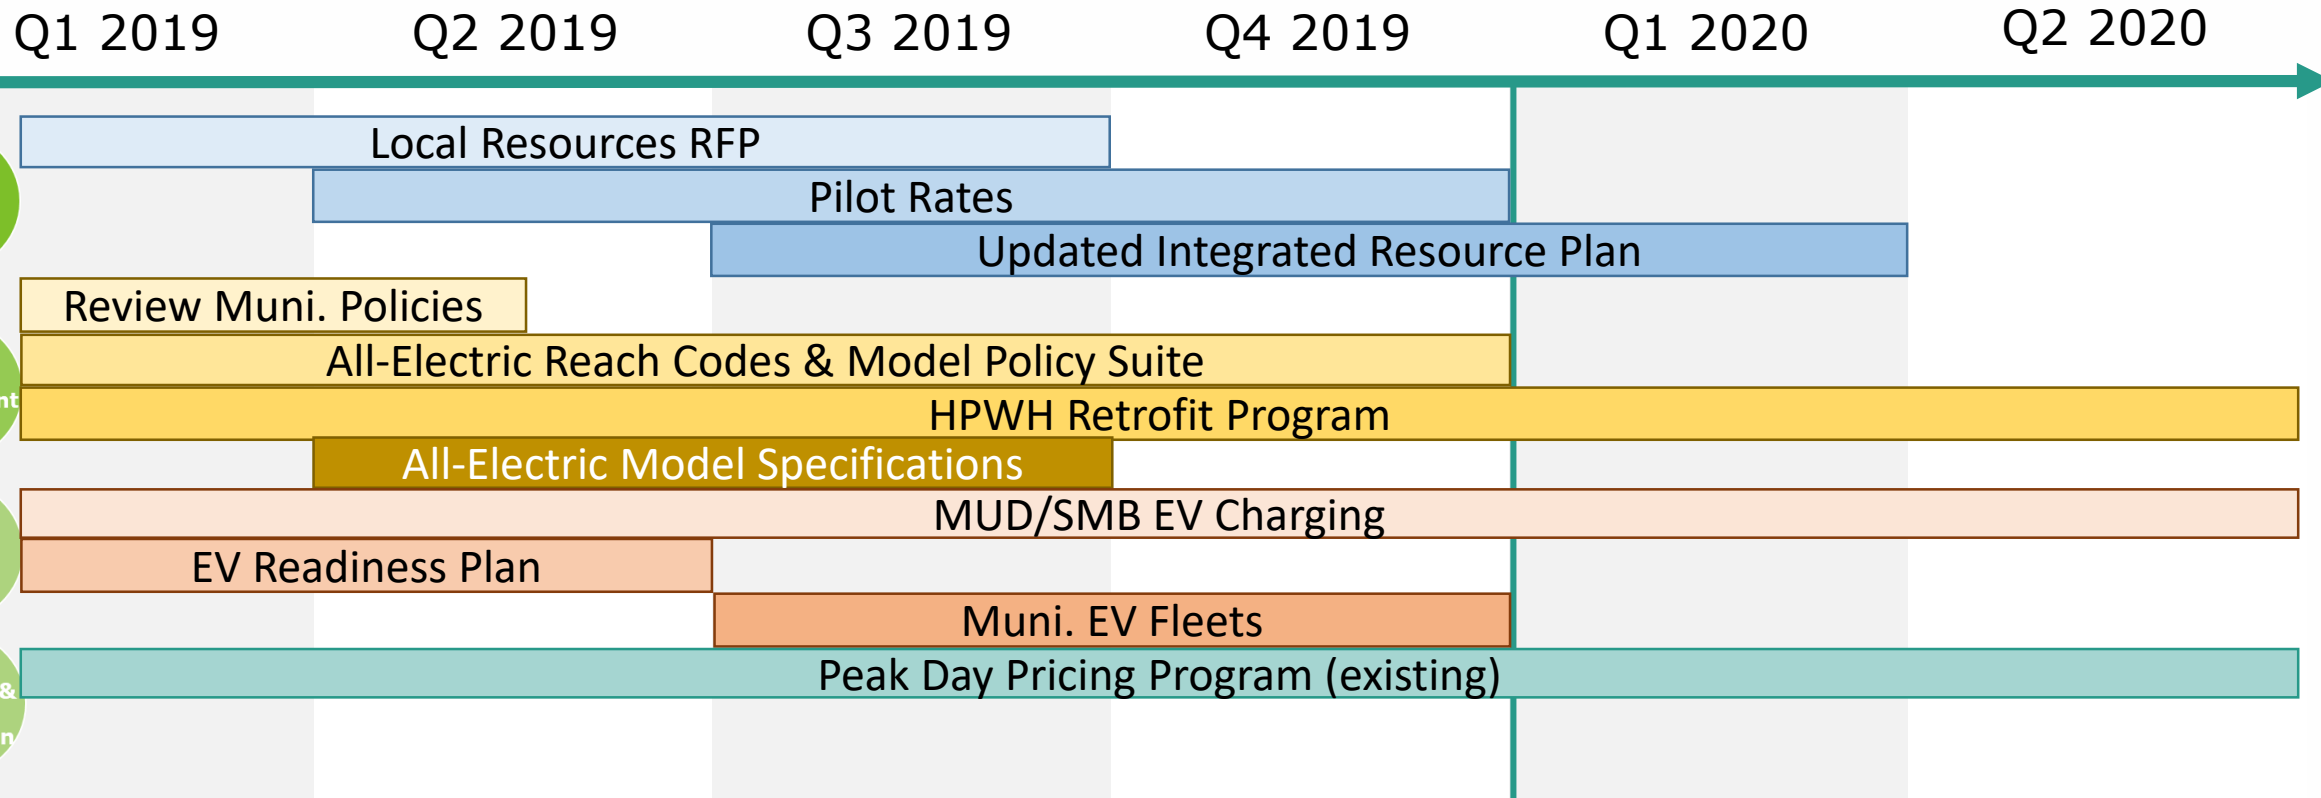 Q1 2019 Q2 2019 Q3 2019 Q4 2019 Q1 2020 Q2 2020
Local Resources RFP
Pilot Rates
Updated Integrated Resource Plan
Review Muni. Policies
All-Electric Reach Codes & Model Policy Suite
HPWH Retrofit Program
All-Electric Model Specifications
MUD/SMB EV Charging
EV Readiness Plan
Muni. EV Fleets
Peak Day Pricing Program (existing)
&